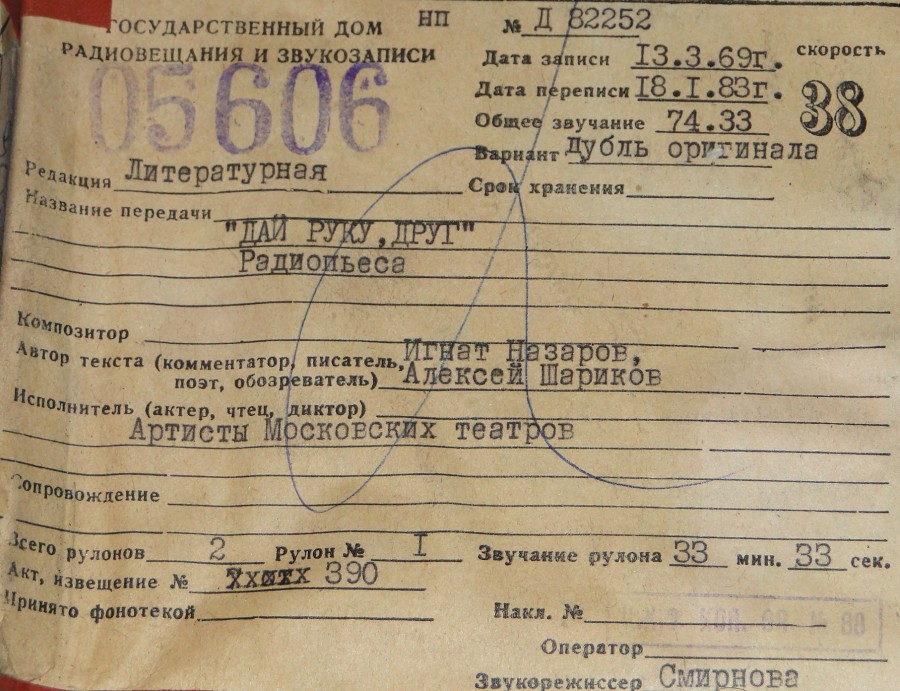 ГОСУДАРСТВЕННЫЙ ДОМ НП № Д 82252
РАДИОВЕЩАНИЯ И ЗВУКОЗАПИСИ
Дата записи 13.3.69г. скорость
05606
Дата переписи 18.I.83г. 38
Общее звучание 74.33
Вариант Дубль оригинала
Редакция Литературная
Срок хранения
Название передачи
"ДАЙ РУКУ,ДРУГ"
Радиопьеса
Композитор
Автор текста (комментатор, писатель, Игнат Назаров,
поэт, обозреватель) Алексей Шариков
Исполнитель (актер, чтец, диктор)
Артисты Московских театров
Сопровождение
Всего рулонов 2 Рулон № I Звучание рулона 33 мин. 33 сек.
Акт, извещение № 390
Принято фонотекой
Накл. №
Оператор
Звукорежиссер Смирнова